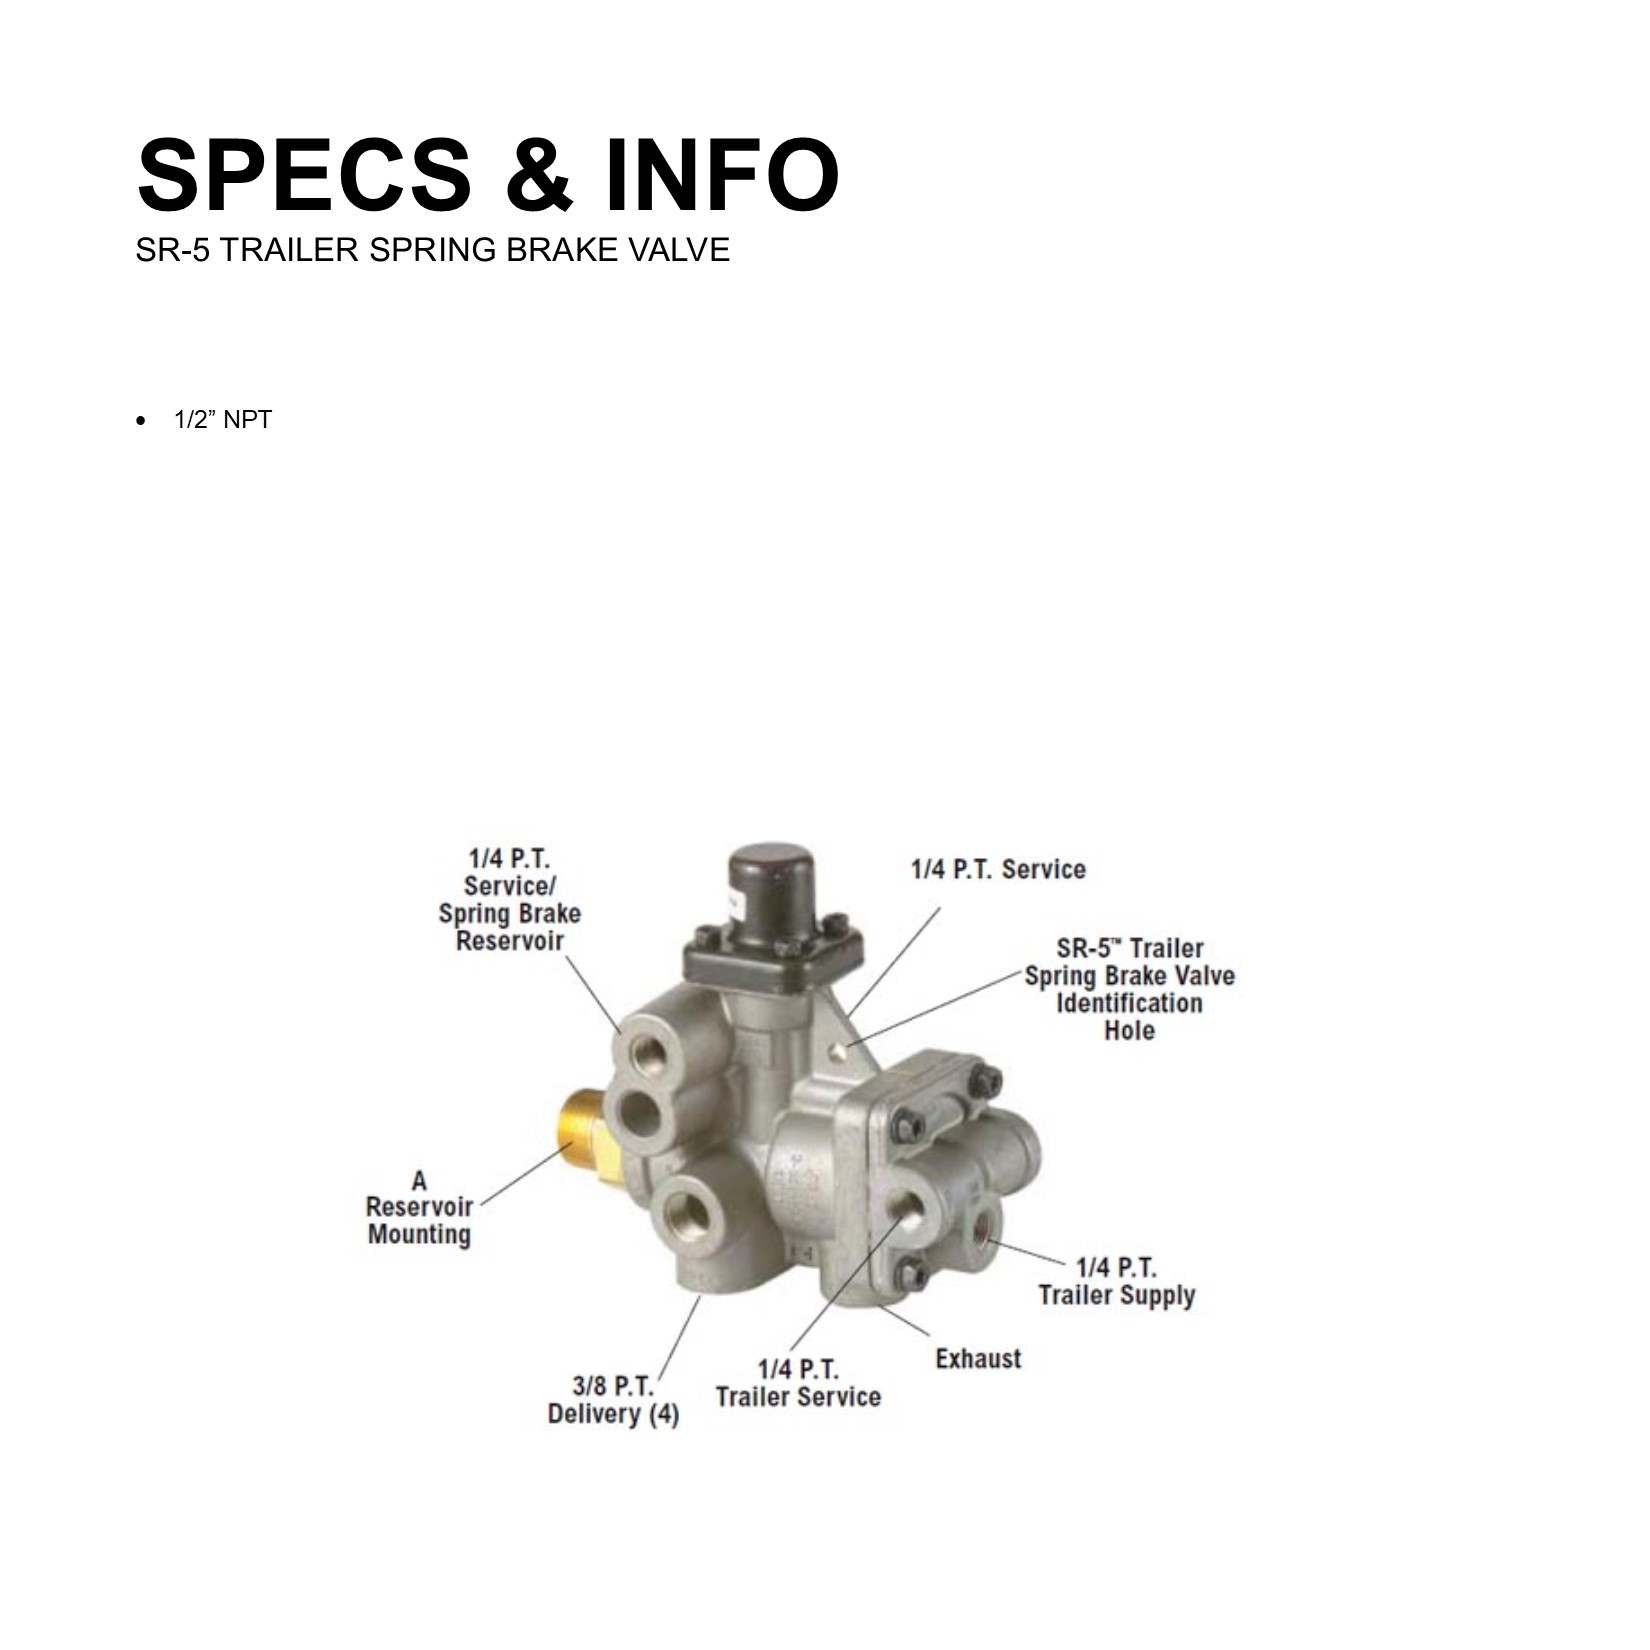 SPECS & INFO
SR-5 TRAILER SPRING BRAKE VALVE
• 1/2” NPT
1/4 P.T.
Service/
Spring Brake
Reservoir
1/4 P.T. Service
SR-5™ Trailer
Spring Brake Valve
Identification
Hole
A
Reservoir
Mounting
1/4 P.T.
Trailer Supply
Exhaust
1/4 P.T.
Trailer Service
3/8 P.T.
Delivery (4)